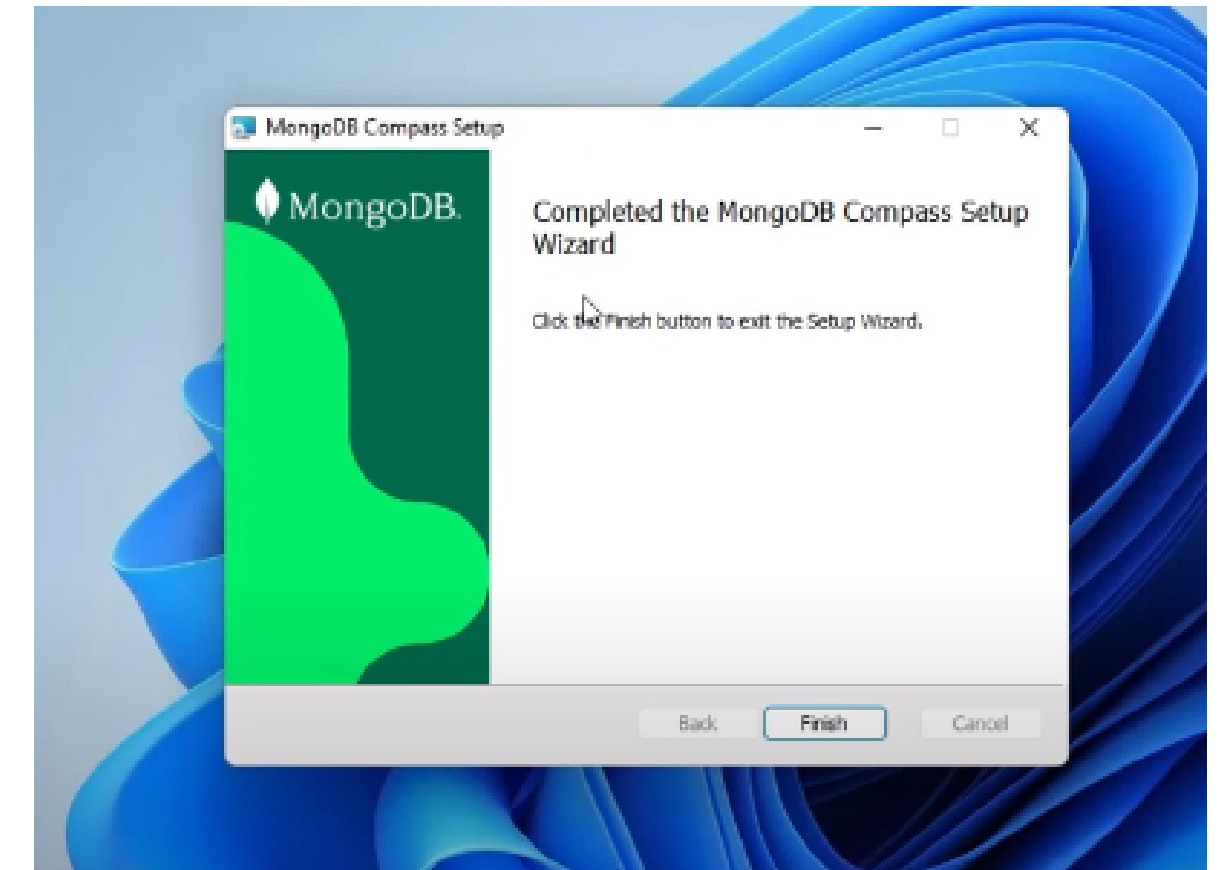 MongoDB Compass Setup
MongoDB.
Completed the MongoDB Compass Setup
Wizard
Click the Finish button to exit the Setup Wizard.
Back
Finish
Cancel